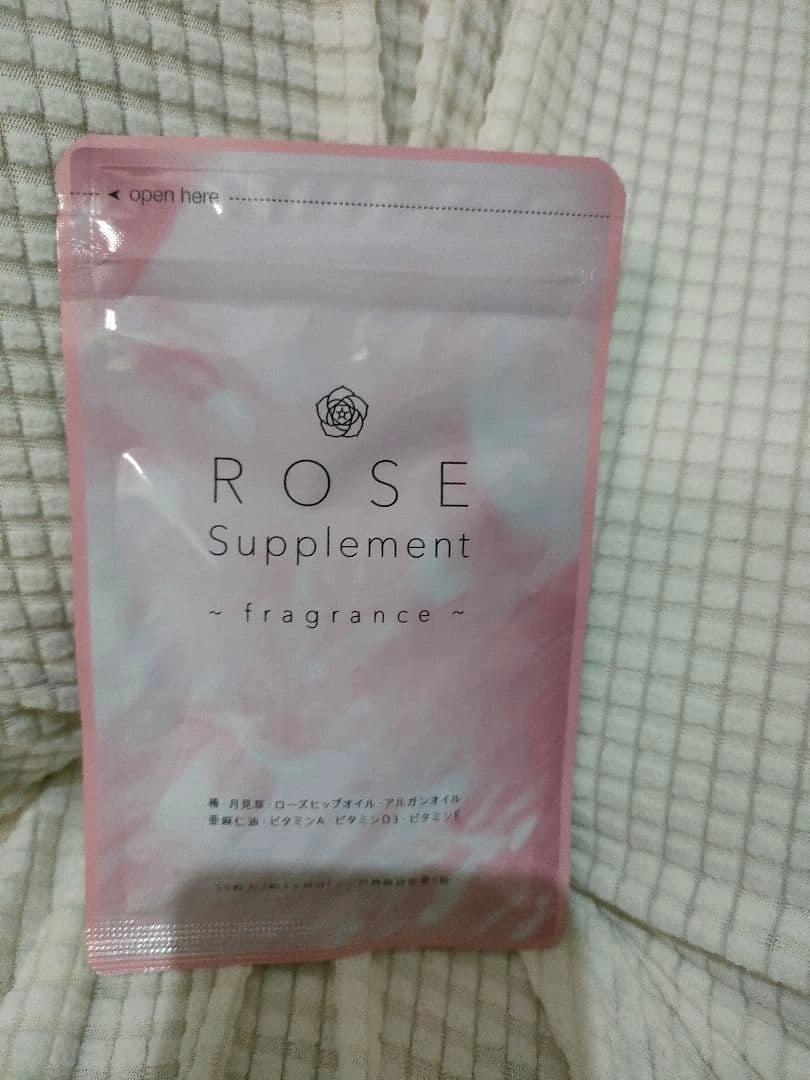 open here
ROSE
Supplement
~ fragrance ~
月見草・ローズヒップオイル・アルガンオイル
亜麻仁油・ビタミンA・ビタミンD3・ビタミンE